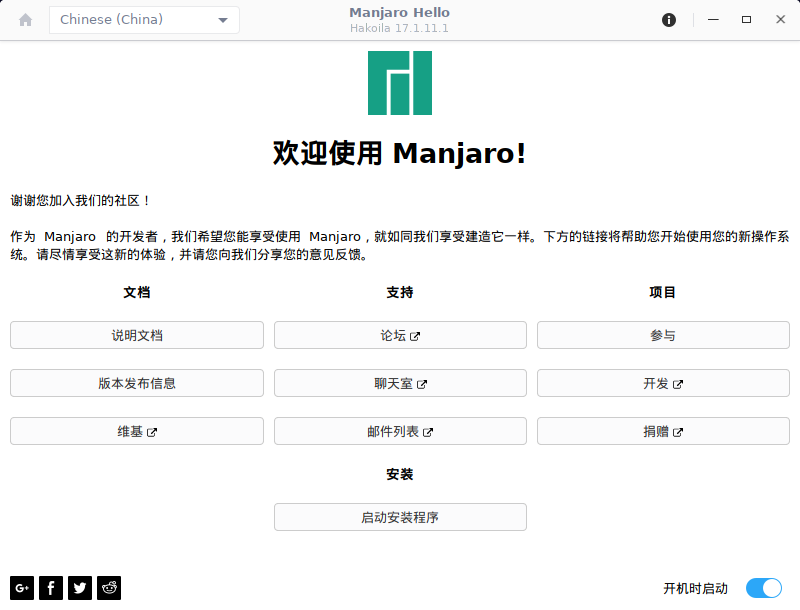 Chinese (China)
Manjaro Hello
Hakoila 17.1.11.1
欢迎使用 Manjaro!
谢谢您加入我们的社区！
作为 Manjaro 的开发者，我们希望您能享受使用 Manjaro，就如同我们享受建造它一样。下方的链接将帮助您开始使用您的新操作系
统。请尽情享受这新的体验，并请您向我们分享您的意见反馈。
文档 支持 项目
说明文档 论坛 参与
版本发布信息 聊天室 开发
维基 邮件列表 捐赠
安装
启动安装程序
G+ f 开机时启动